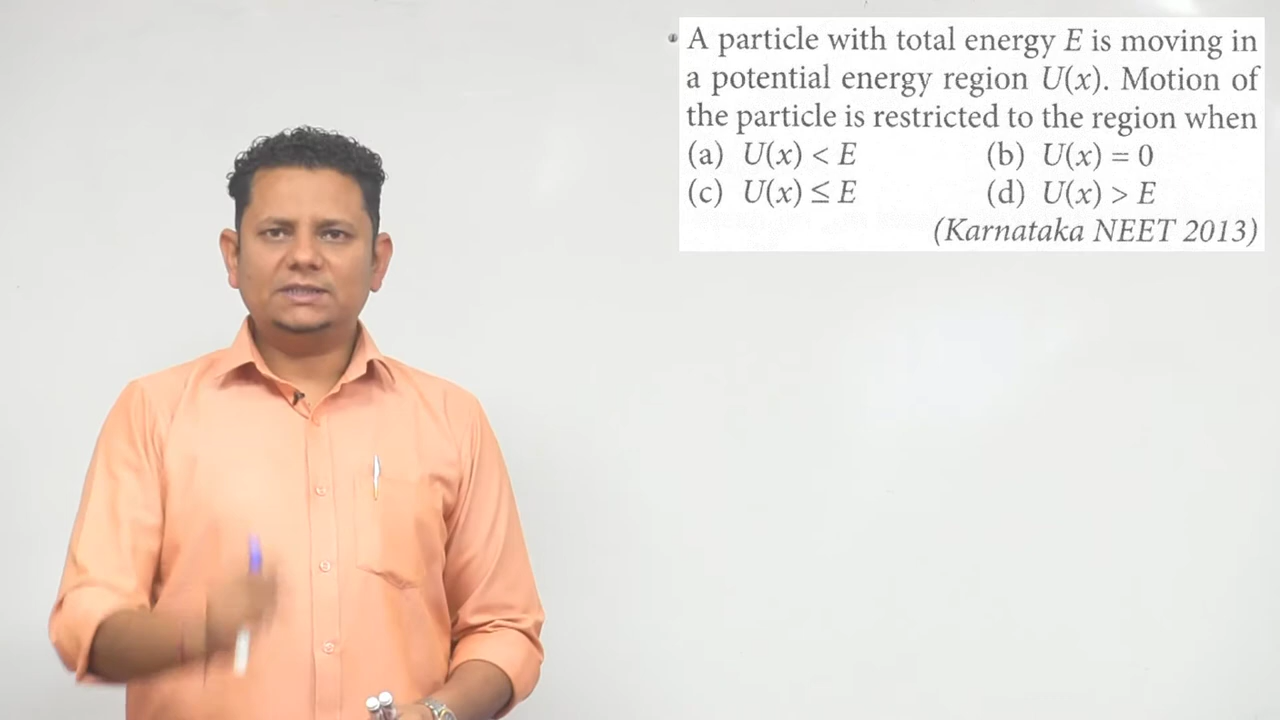 • A particle with total energy E is moving in
a potential energy region U(x). Motion of
the particle is restricted to the region when
(a) U(x) < E (b) U(x) = 0
(c) U(x) ≤ E (d) U(x) > E
(Karnataka NEET 2013)